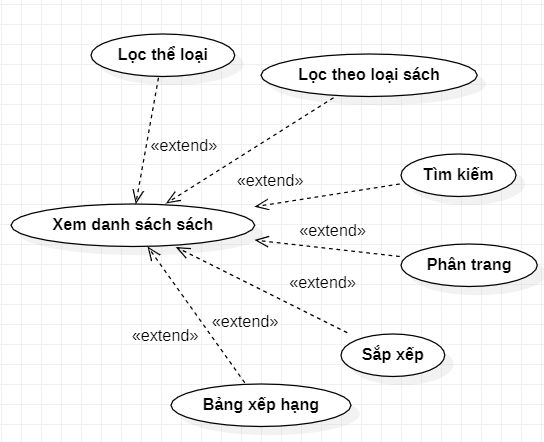 Lọc thể loại
Lọc theo loại sách
«extend»
«extend»
Tìm kiếm
Xem danh sách sách
«extend»
Phân trang
«extend»
«extend»
«extend»
Sắp xếp
Bảng xếp hạng